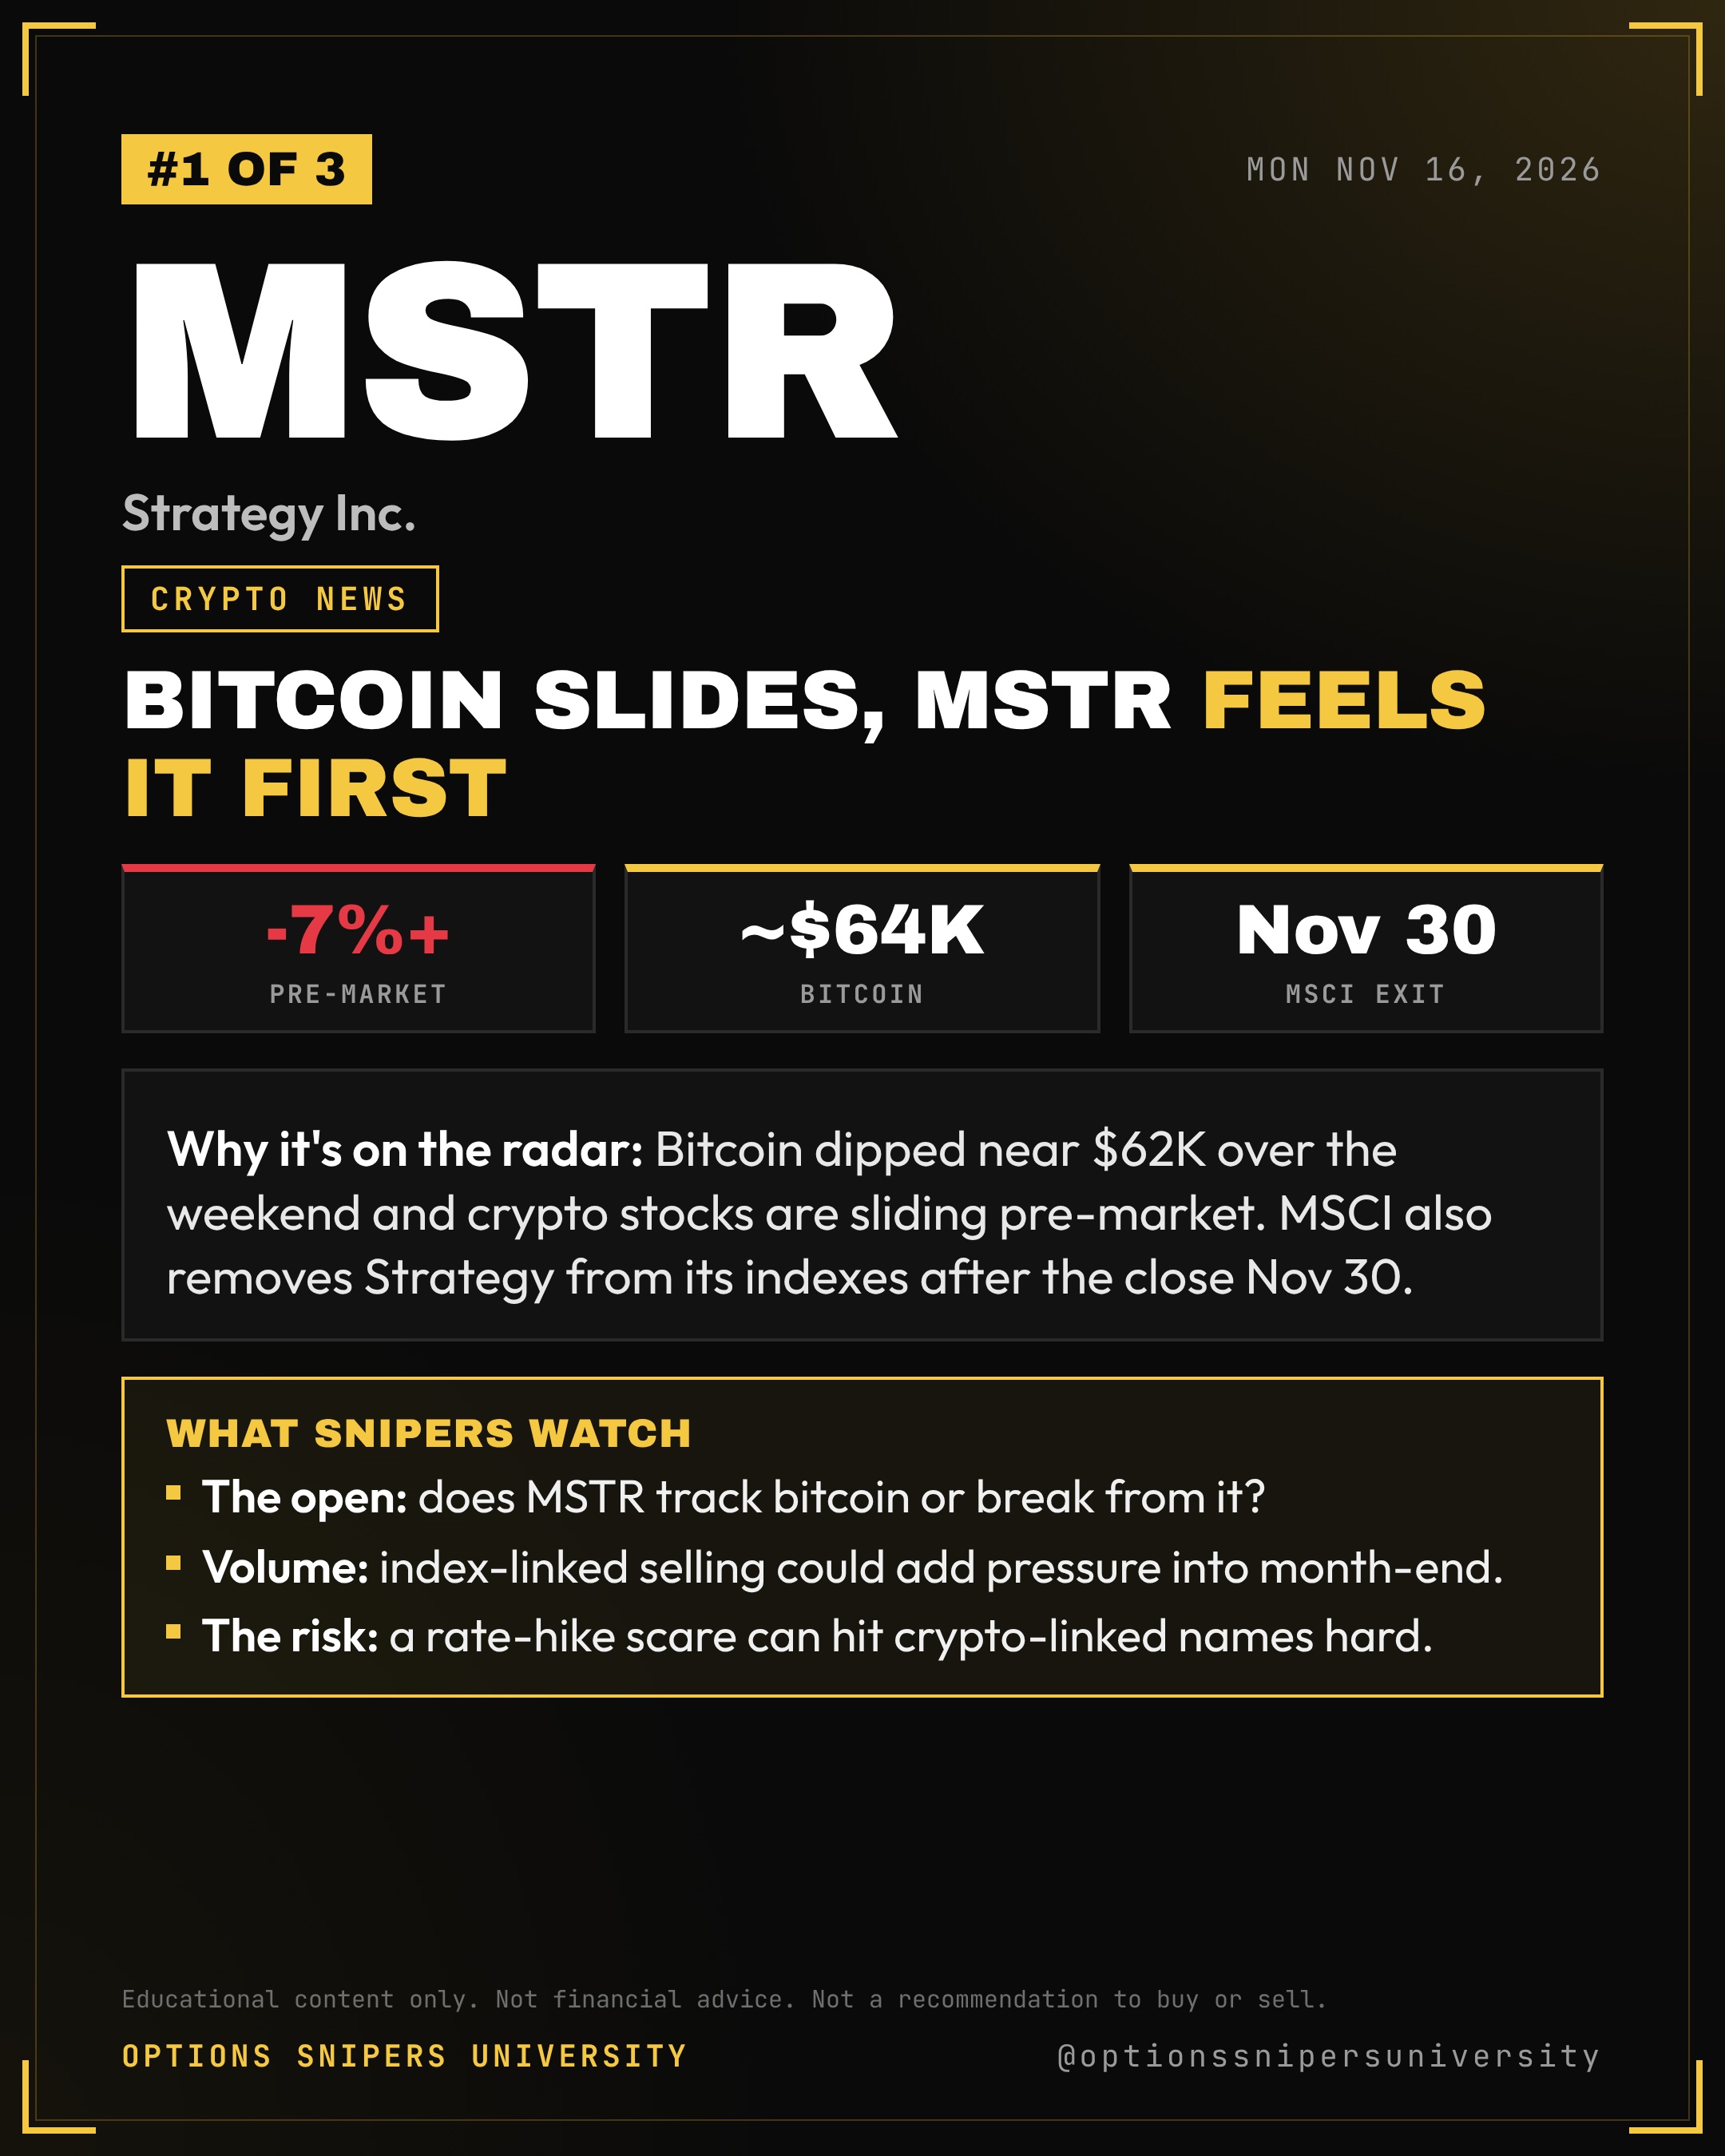 #1 OF 3
MON NOV 16, 2026
MSTR
Strategy Inc.
CRYPTO NEWS
BITCOIN SLIDES, MSTR FEELS
IT FIRST
-7%+
PRE-MARKET
~$64K
BITCOIN
Nov 30
MSCI EXIT
Why it's on the radar: Bitcoin dipped near $62K over the
weekend and crypto stocks are sliding pre-market. MSCI also
removes Strategy from its indexes after the close Nov 30.
WHAT SNIPERS WATCH
The open: does MSTR track bitcoin or break from it?
Volume: index-linked selling could add pressure into month-end.
The risk: a rate-hike scare can hit crypto-linked names hard.
Educational content only. Not financial advice. Not a recommendation to buy or sell.
OPTIONS SNIPERS UNIVERSITY
@optionssnipersuniversity